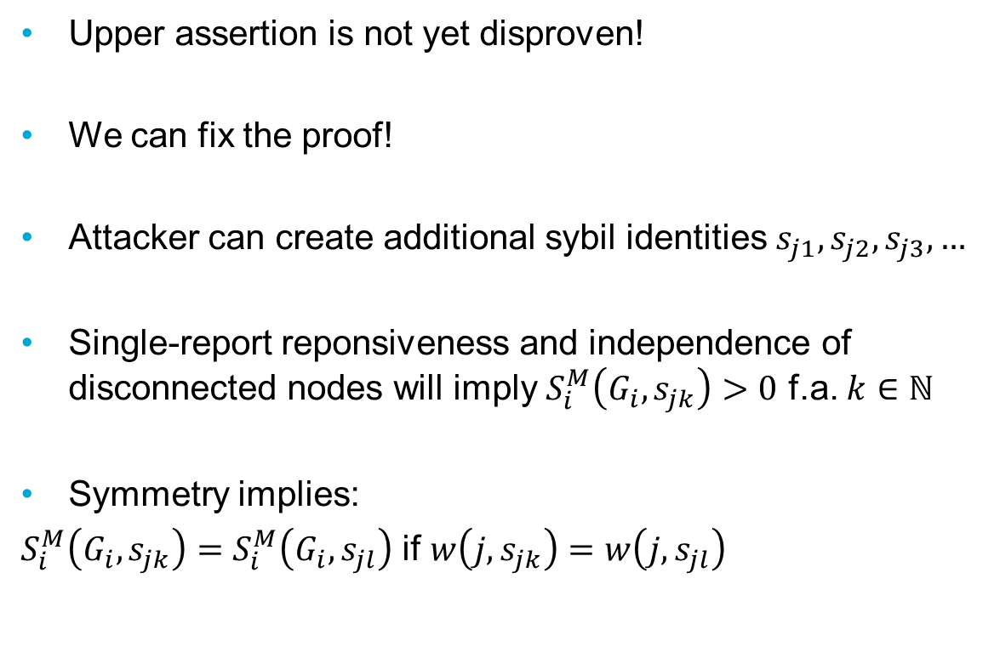 • Upper assertion is not yet disproven!
• We can fix the proof!
• Attacker can create additional sybil identities $s_{j1}, s_{j2}, s_{j3}, \ldots$
• Single-report reponsiveness and independence of
disconnected nodes will imply $S_i^M(G_i, s_{jk}) > 0$ f.a. $k \in \mathbb{N}$
• Symmetry implies:
$S_i^M(G_i, s_{jk}) = S_i^M(G_i, s_{jl})$ if $w(j, s_{jk}) = w(j, s_{jl})$